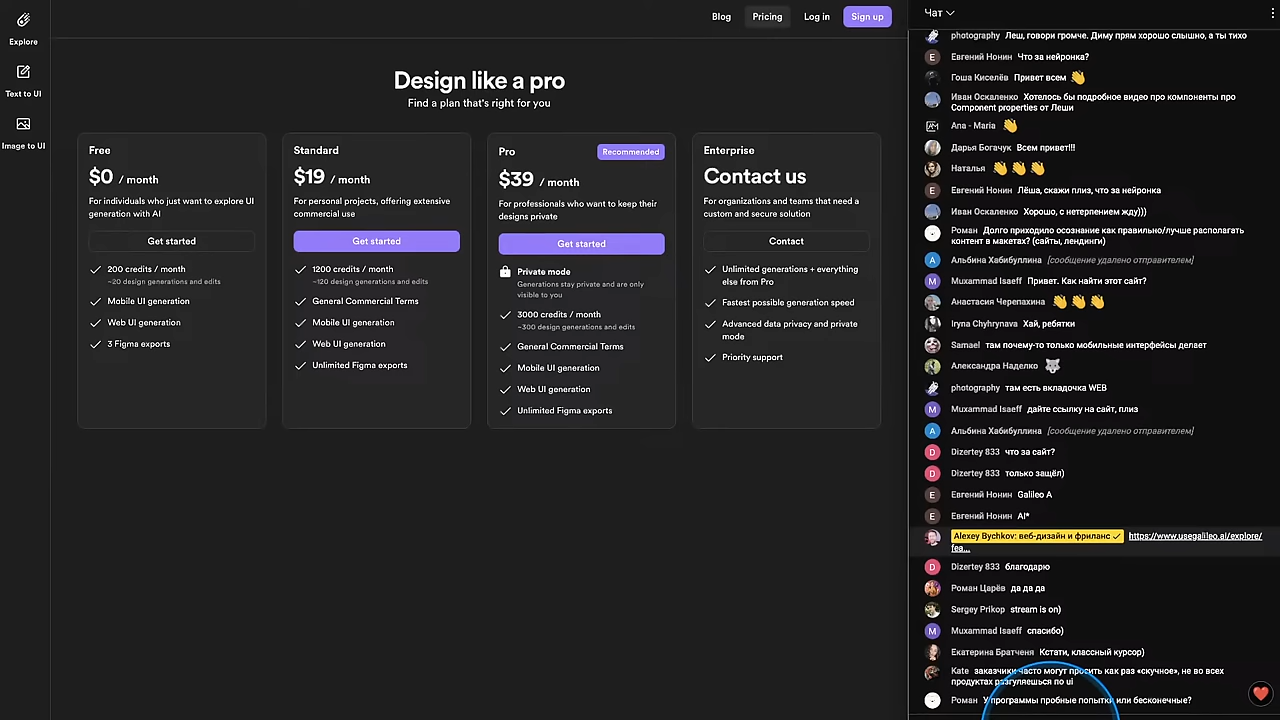 Explore
Text to UI
Image to UI
Blog
Pricing
Log in
Sign up
Design like a pro
Find a plan that's right for you
Free
$0 / month
For individuals who just want to explore UI
generation with AI
Get started
200 credits / month
~20 design generations and edits
Mobile UI generation
Web UI generation
3 Figma exports
Standard
$19 / month
For personal projects, offering extensive
commercial use
Get started
1200 credits / month
~120 design generations and edits
General Commercial Terms
Mobile UI generation
Web UI generation
Unlimited Figma exports
Pro
Recommended
$39 / month
For professionals who want to keep their
designs private
Get started
Private mode
Generations stay private and are only
visible to you
3000 credits / month
~300 design generations and edits
General Commercial Terms
Mobile UI generation
Web UI generation
Unlimited Figma exports
Enterprise
Contact us
For organizations and teams that need a
custom and secure solution
Contact
Unlimited generations + everything
else from Pro
Fastest possible generation speed
Advanced data privacy and private
mode
Priority support
Чат
photography Леш, говори громче. Диму прям хорошо слышно, а ты тихо
Евгений Нонин Что за нейронка?
Гоша Киселёв Привет всем 👋
Иван Оскаленко Хотелось бы подробное видео про компоненты про
Component properties от Леши
Ana - Maria 👋
Дарья Богачук Всем привет!!!
Наталья 👋 👋 👋
Евгений Нонин Лёша, скажи плиз, что за нейронка
Иван Оскаленко Хорошо, с нетерпением жду)))
Роман Долго приходило осознание как правильно/лучше располагать
контент в макетах? (сайты, лендинги)
Альбина Хабибуллина [сообщение удалено отправителем]
Muxammad Isaeff Привет. Как найти этот сайт?
Анастасия Черепахина 👋 👋 👋
Iryna Chyhrynava Хай, ребятки
Samael там почему-то только мобильные интерфейсы делает
Александра Наделко 🐺
photography там есть вкладочка WEB
Muxammad Isaeff дайте ссылку на сайт, плиз
Альбина Хабибуллина [сообщение удалено отправителем]
Dizertey 833 что за сайт?
Dizertey 833 только защёл)
Евгений Нонин Galileo A
Евгений Нонин AI*
Alexey Bychkov: веб-дизайн и фриланс ✓ https://www.usegalileo.ai/explore/
fea...
Dizertey 833 благодарю
Роман Царёв да да да
Sergey Prikop stream is on)
Muxammad Isaeff спасибо)
Екатерина Братченя Кстати, классный курсор)
Kate заказчики часто могут просить как раз «скучное», не во всех
продуктах разгуляешься по ui
Роман У программы пробные попытки или бесконечные?